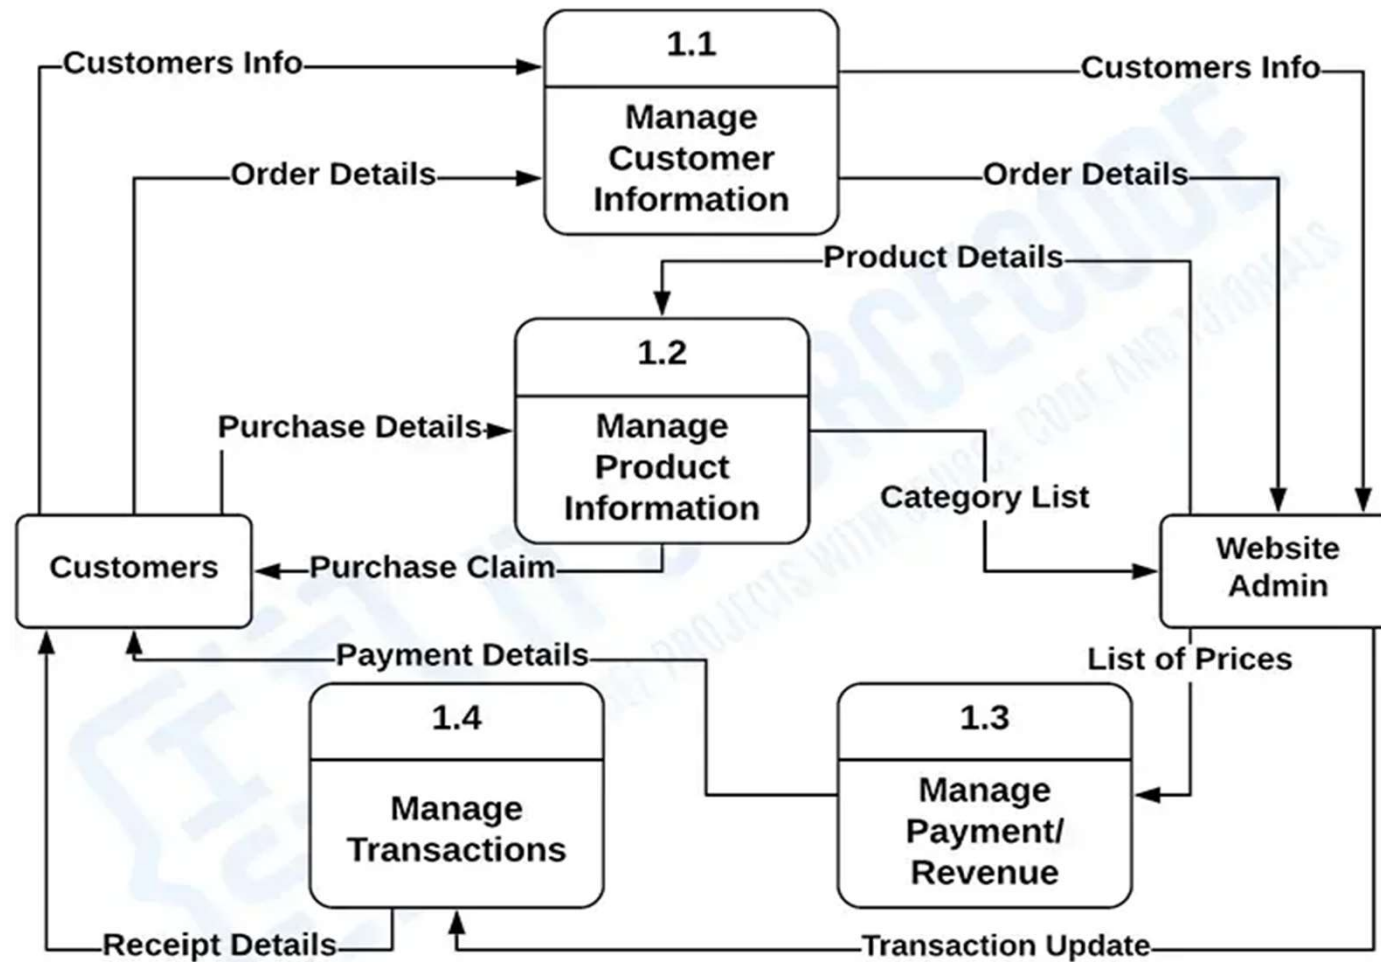 1.1
Customers Info
Customers Info
Manage
Customer
Information
Order Details
Order Details
Product Details
1.2
Purchase Details
Manage
Product
Information
Category List
Customers
Purchase Claim
Website
Admin
Payment Details
List of Prices
1.4
1.3
Manage
Transactions
Manage
Payment/
Revenue
Receipt Details
Transaction Update